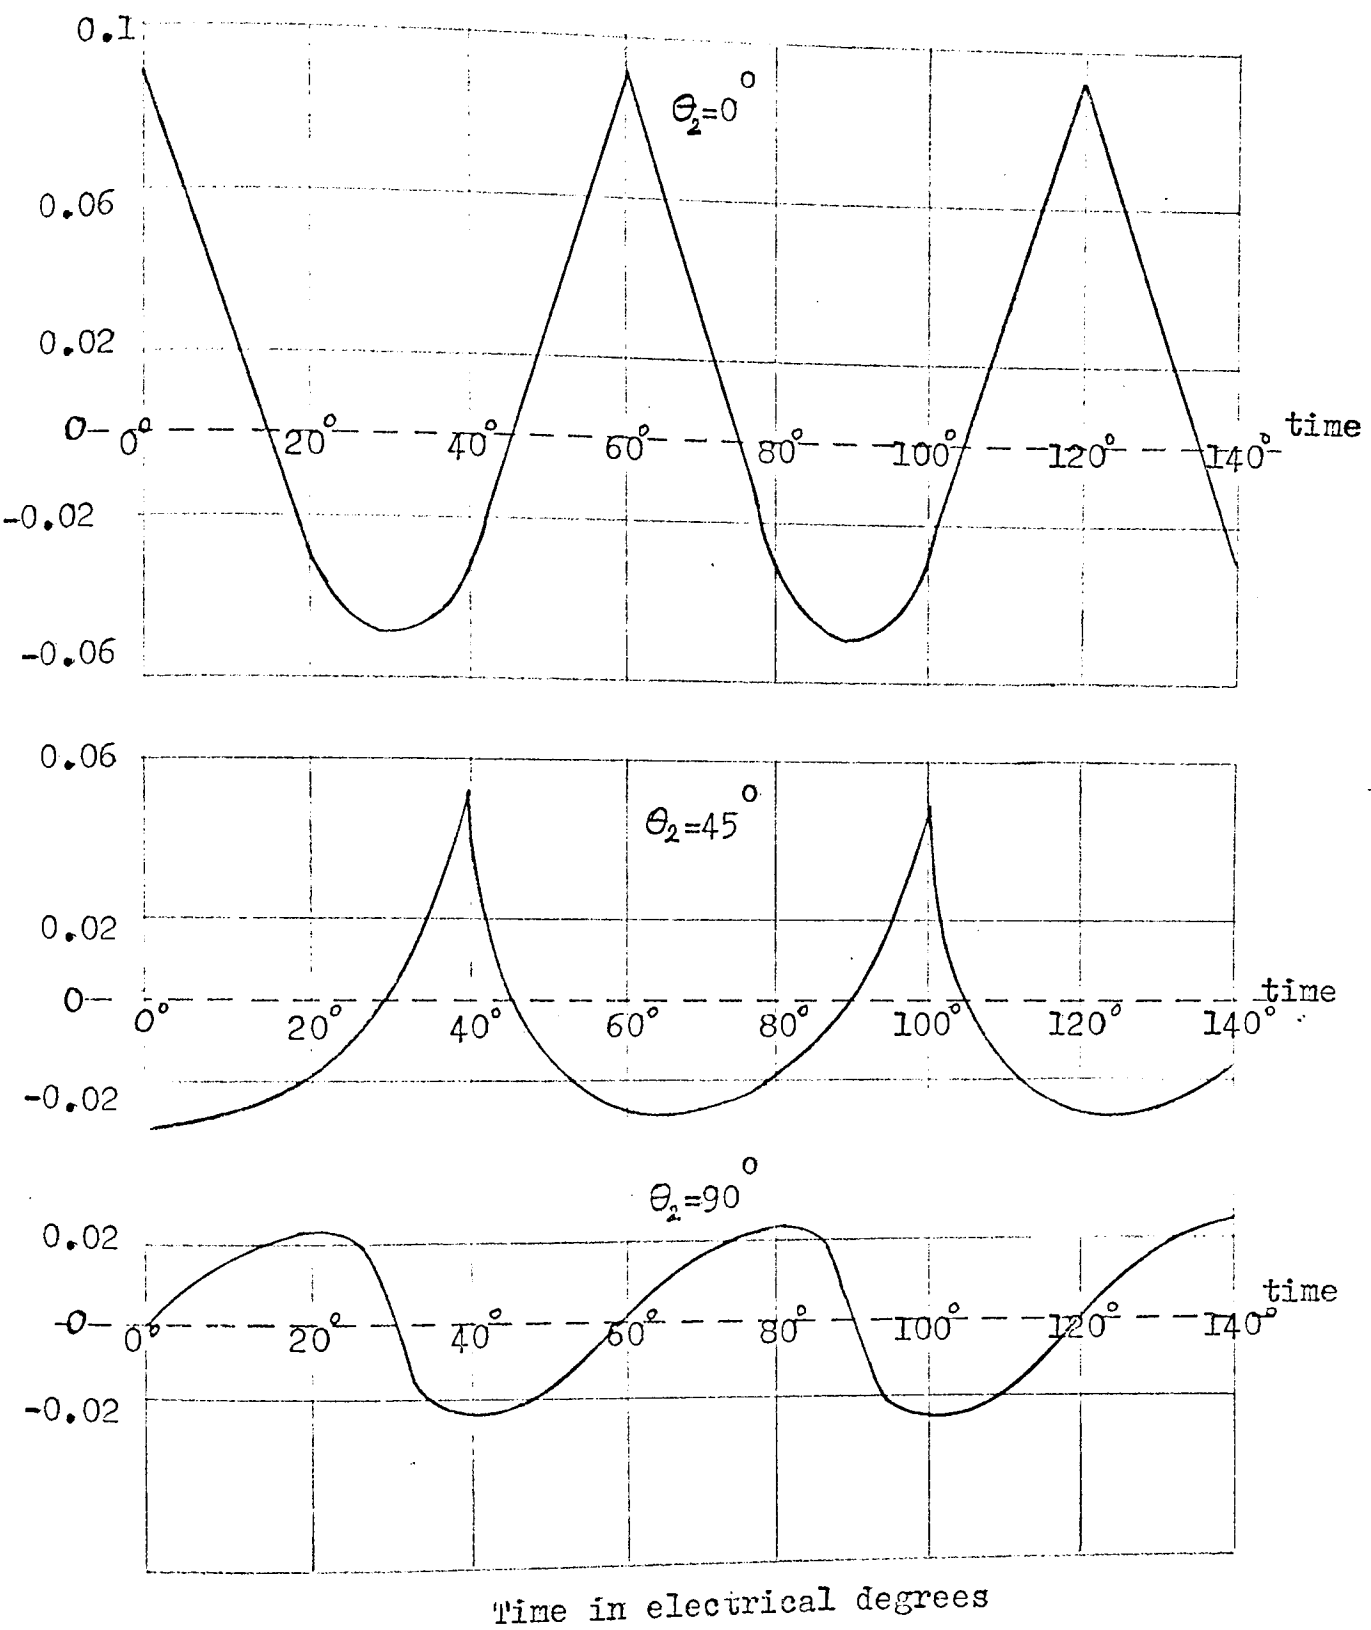 0.1
θ₂=0°
0.06
0.02
0 0° 20° 40° 60° 80° 100° 120° 140° time
-0.02
-0.06
0.06
θ₂=45°
0.02
0 time
0° 20° 40° 60° 80° 100° 120° 140°
-0.02
θ₂=90°
0.02
time
-0 0° 20° 40° 60° 80° 100° 120° 140°
-0.02
Time in electrical degrees